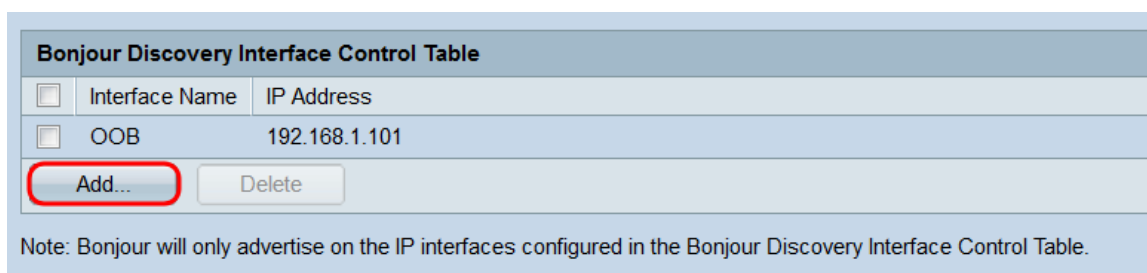 Bonjour Discovery Interface Control Table
Interface Name IP Address
OOB 192.168.1.101
Add... Delete
Note: Bonjour will only advertise on the IP interfaces configured in the Bonjour Discovery Interface Control Table.